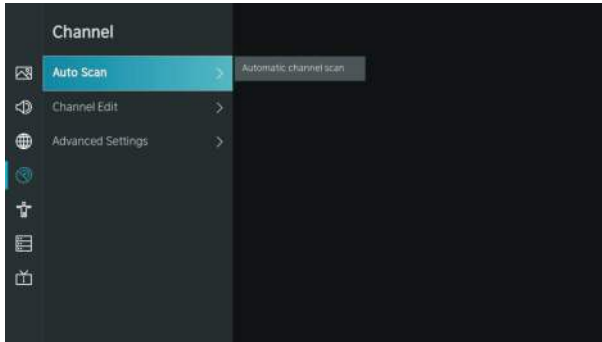 Channel
Auto Scan
Automatic channel scan
Channel Edit
Advanced Settings